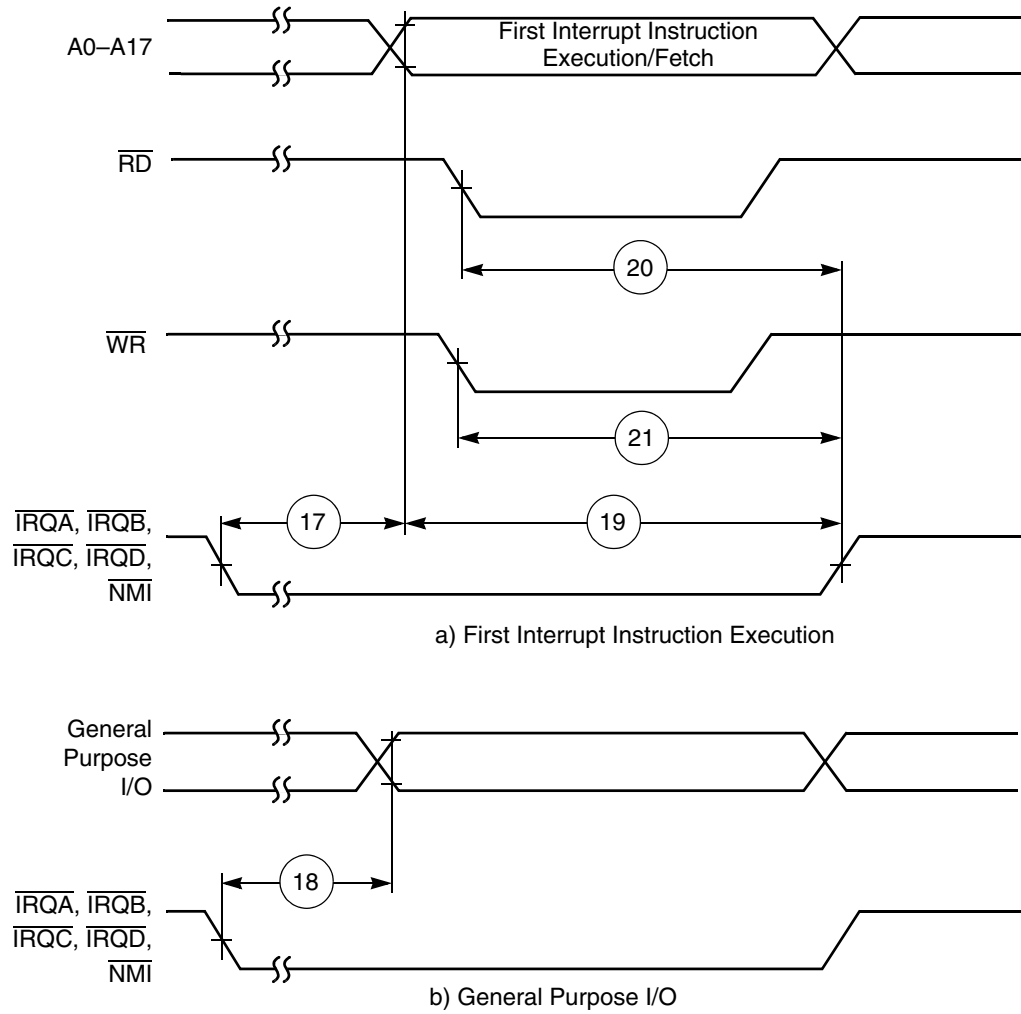 A0–A17
First Interrupt Instruction
Execution/Fetch
RD
20
WR
21
IRQA, IRQB,
IRQC, IRQD,
NMI
17
19
a) First Interrupt Instruction Execution
General
Purpose
I/O
18
IRQA, IRQB,
IRQC, IRQD,
NMI
b) General Purpose I/O